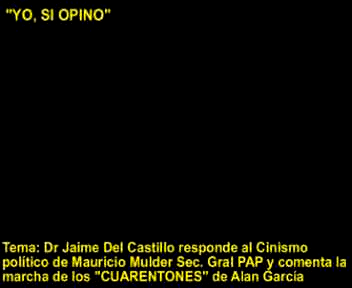 "YO, SI OPINO"
Tema: Dr Jaime Del Castillo responde al Cinismo
político de Mauricio Mulder Sec. Gral PAP y comenta la
marcha de los "CUARENTONES" de Alan García